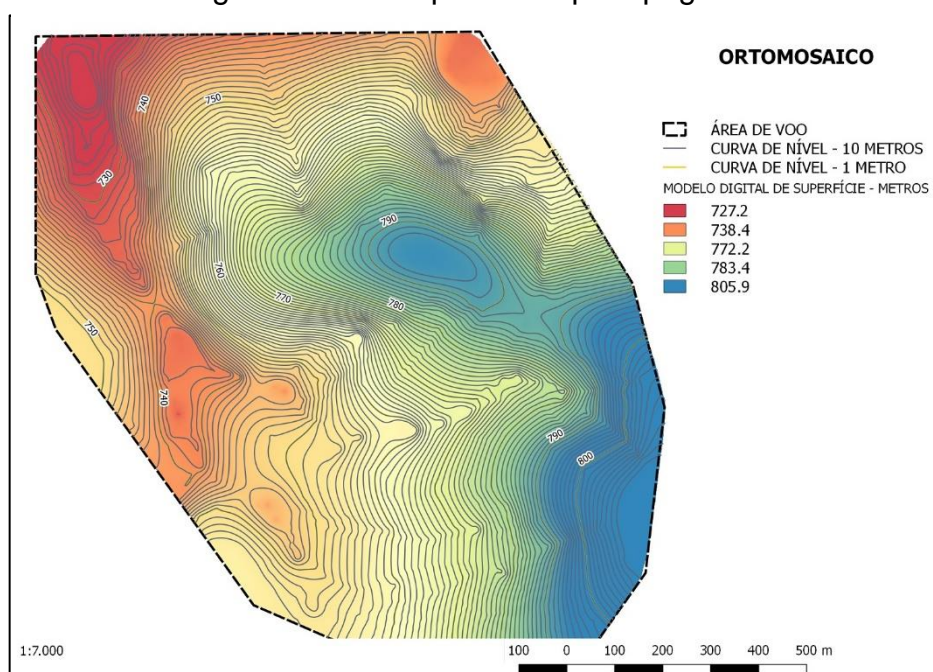 ORTOMOSAICO
ÁREA DE VOO
CURVA DE NÍVEL - 10 METROS
CURVA DE NÍVEL - 1 METRO
MODELO DIGITAL DE SUPERFÍCIE - METROS
727.2
738.4
772.2
783.4
805.9
740
750
730
790
760
770
780
750
740
790
800
1:7.000
100 0 100 200 300 400 500 m